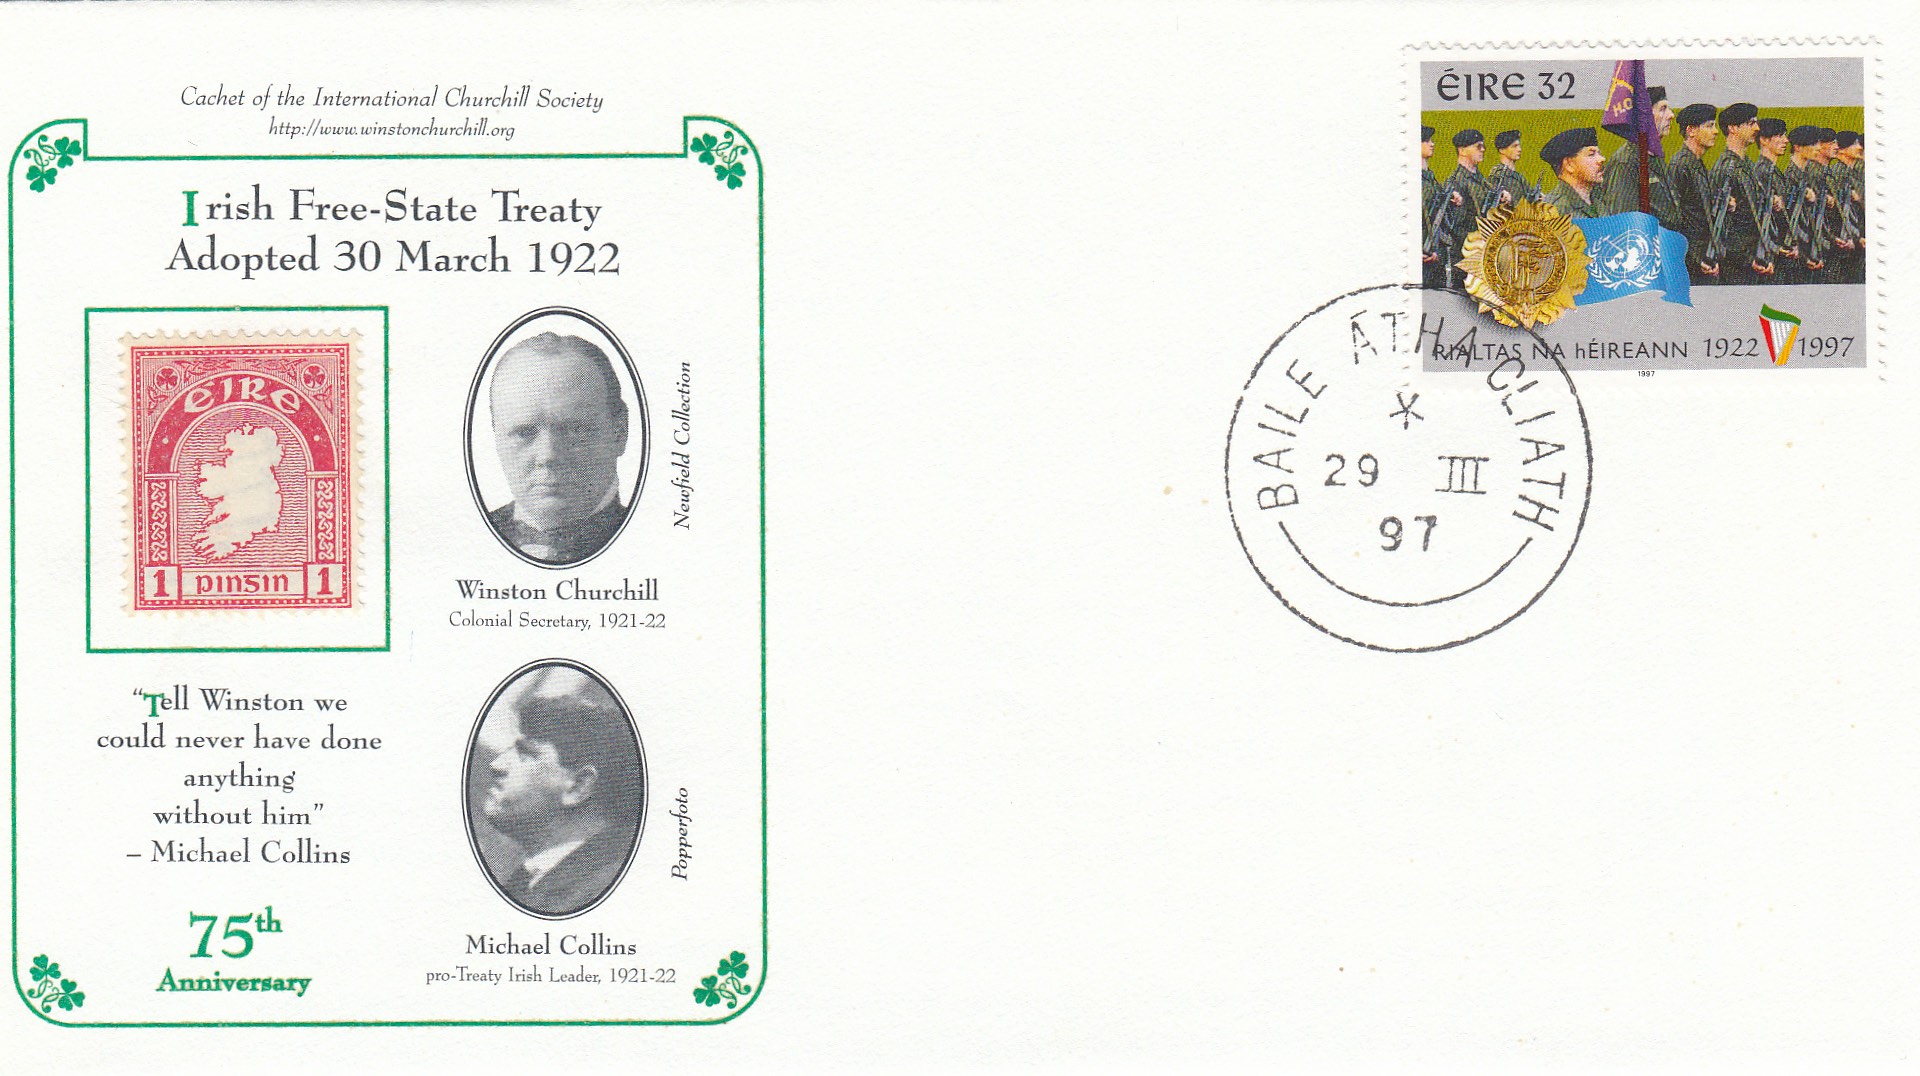 Cachet of the International Churchill Society
http://www.winstonchurchill.org
Irish Free-State Treaty
Adopted 30 March 1922
ÉIRE
1 pinsin 1
Newfield Collection
Winston Churchill
Colonial Secretary, 1921-22
"Tell Winston we
could never have done
anything
without him"
– Michael Collins
75th
Anniversary
Popperfoto
Michael Collins
pro-Treaty Irish Leader, 1921-22
ÉIRE 32
H.Q
RIALTAS NA hÉIREANN 1922 1997
1997
BAILE ÁTHA CLIATH
29 III
97